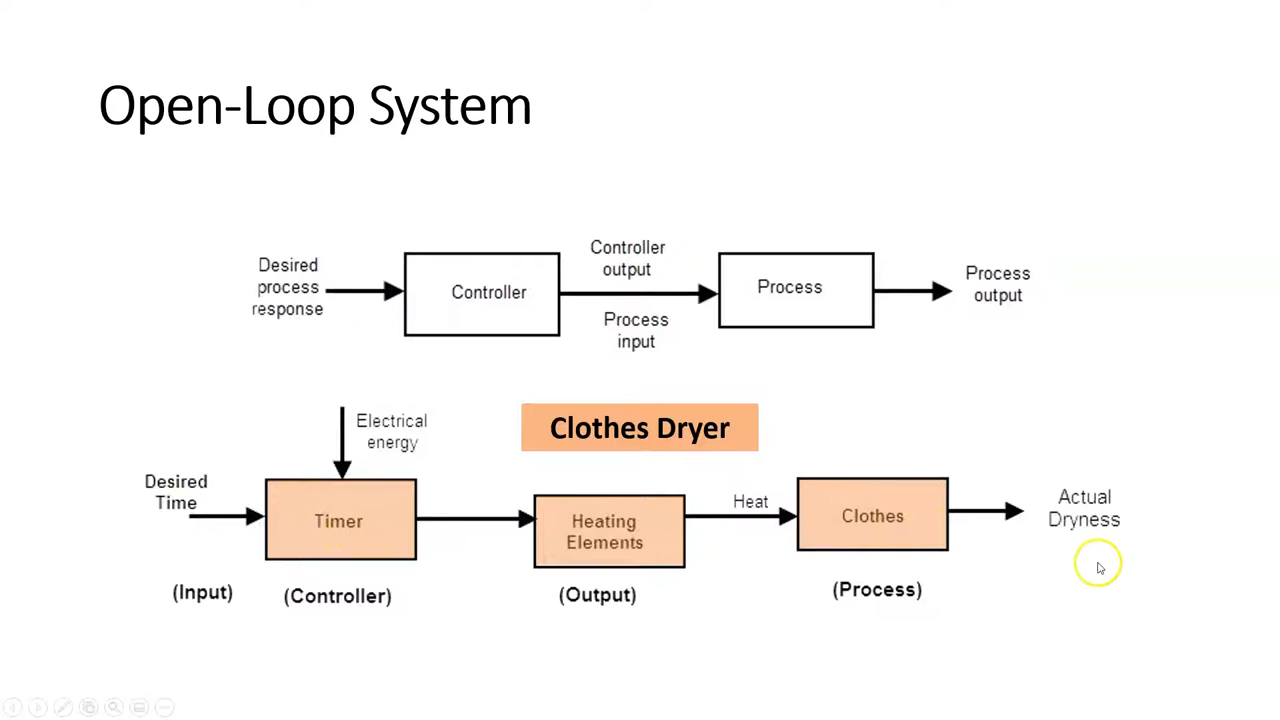 Open-Loop System
Desired
process
response
Controller
Controller
output
Process
input
Process
Process
output
Clothes Dryer
Electrical
energy
Desired
Time
Timer
Heating
Elements
Heat
Clothes
Actual
Dryness
(Input)
(Controller)
(Output)
(Process)